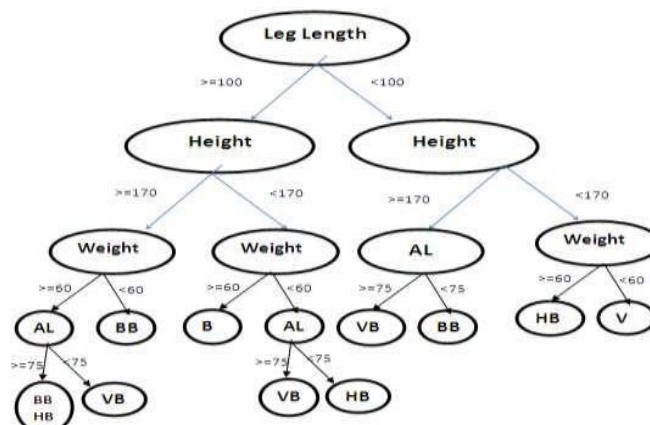 Leg Length
>=100 <100
Height Height
>=170 <170 >=170 <170
Weight Weight AL Weight
>=60 <60 >=60 <60 >=75 <75 >=60 <60
AL BB B AL VB BB HB V
>=75 <75 >=75 <75
BB VB VB HB
HB